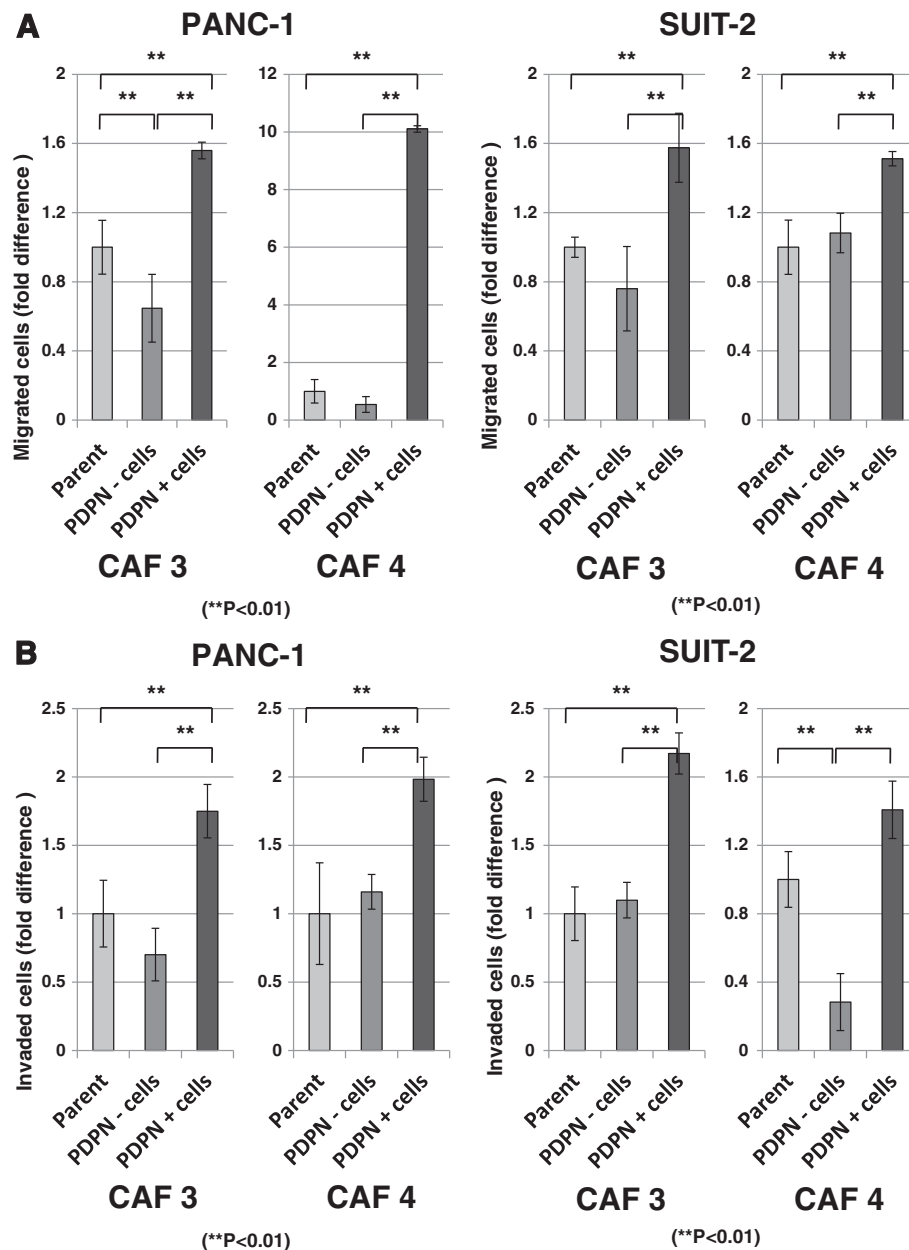 A
PANC-1
SUIT-2
Migrated cells (fold difference )
2
1.6
1.2
0.8
0.4
0
**
**
**
Parent
PDPN - cells
PDPN + cells
CAF 3
12
10
8
6
4
2
0
**
**
Parent
PDPN - cells
PDPN + cells
CAF 4
(**P<0.01)
Migrated cells (fold difference )
2
1.6
1.2
0.8
0.4
0
**
**
Parent
PDPN - cells
PDPN + cells
CAF 3
2
1.6
1.2
0.8
0.4
0
**
**
Parent
PDPN - cells
PDPN + cells
CAF 4
(**P<0.01)
B
PANC-1
SUIT-2
Invaded cells (fold difference )
2.5
2
1.5
1
0.5
0
**
**
Parent
PDPN - cells
PDPN + cells
CAF 3
2.5
2
1.5
1
0.5
0
**
**
Parent
PDPN - cells
PDPN + cells
CAF 4
(**P<0.01)
Invaded cells (fold difference )
2.5
2
1.5
1
0.5
0
**
**
Parent
PDPN - cells
PDPN + cells
CAF 3
2
1.6
1.2
0.8
0.4
0
**
**
Parent
PDPN - cells
PDPN + cells
CAF 4
(**P<0.01)